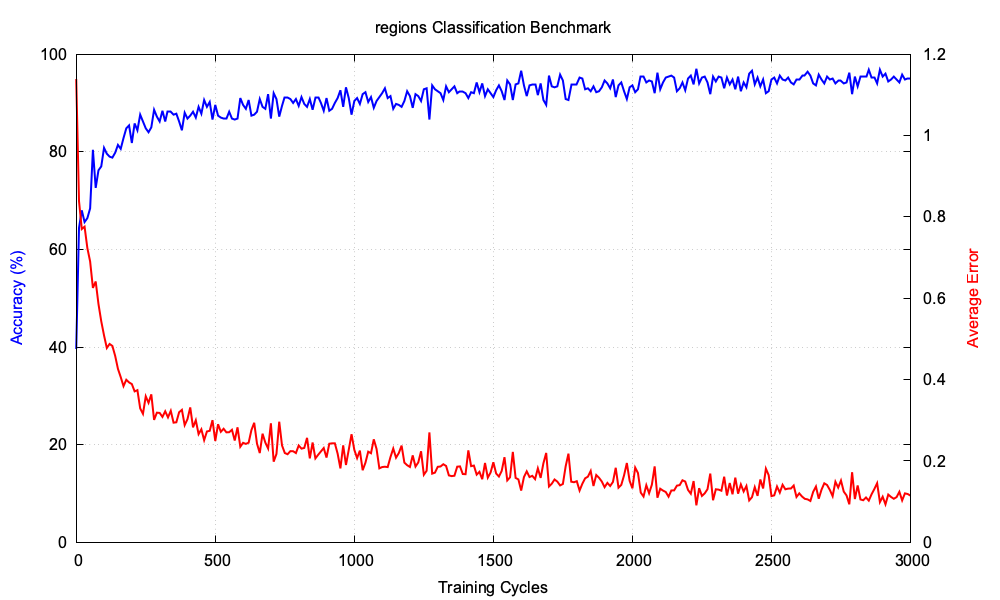 regions Classification Benchmark
100
80
60
40
20
0
1.2
1
0.8
0.6
0.4
0.2
0
Accuracy (%)
Average Error
0 500 1000 1500 2000 2500 3000
Training Cycles